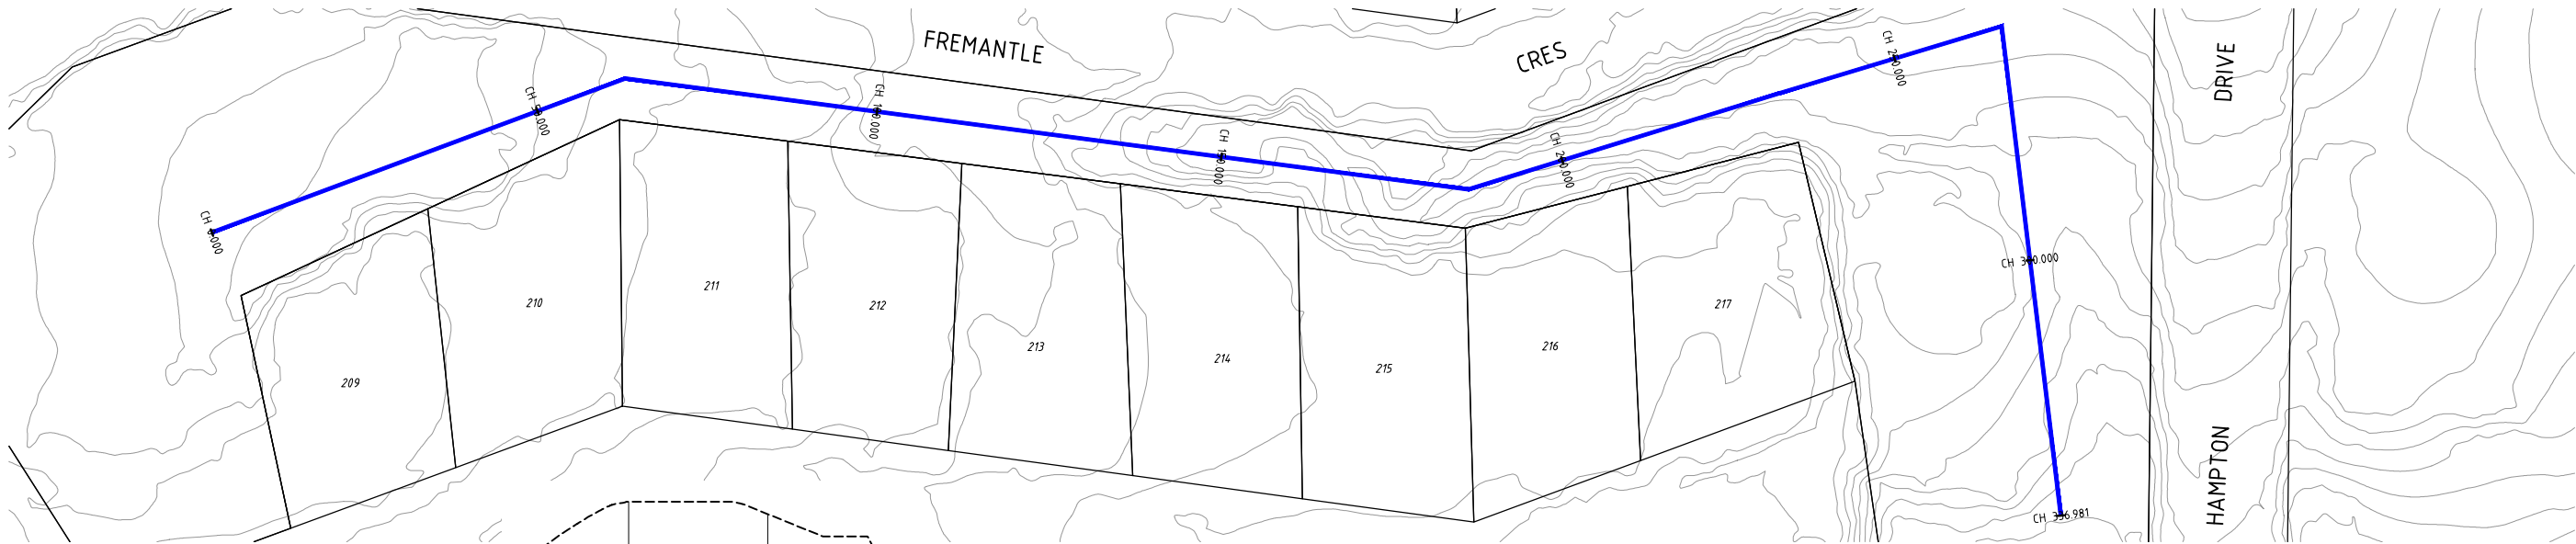 FREMANTLE
CRES
DRIVE
HAMPTON
CH 0.000
CH 50.000
CH 100.000
CH 150.000
CH 200.000
CH 250.000
CH 300.000
CH 336.981
209
210
211
212
213
214
215
216
217